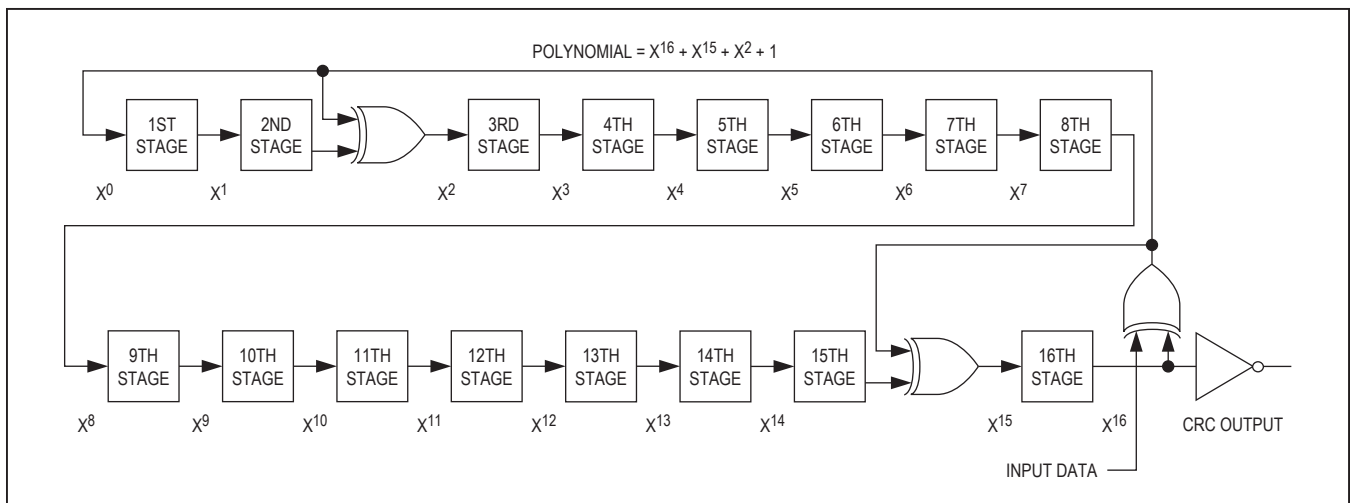 POLYNOMIAL = X16 + X15 + X2 + 1
1ST STAGE
2ND STAGE
3RD STAGE
4TH STAGE
5TH STAGE
6TH STAGE
7TH STAGE
8TH STAGE
X0 X1 X2 X3 X4 X5 X6 X7
9TH STAGE
10TH STAGE
11TH STAGE
12TH STAGE
13TH STAGE
14TH STAGE
15TH STAGE
16TH STAGE
X8 X9 X10 X11 X12 X13 X14 X15 X16
CRC OUTPUT
INPUT DATA